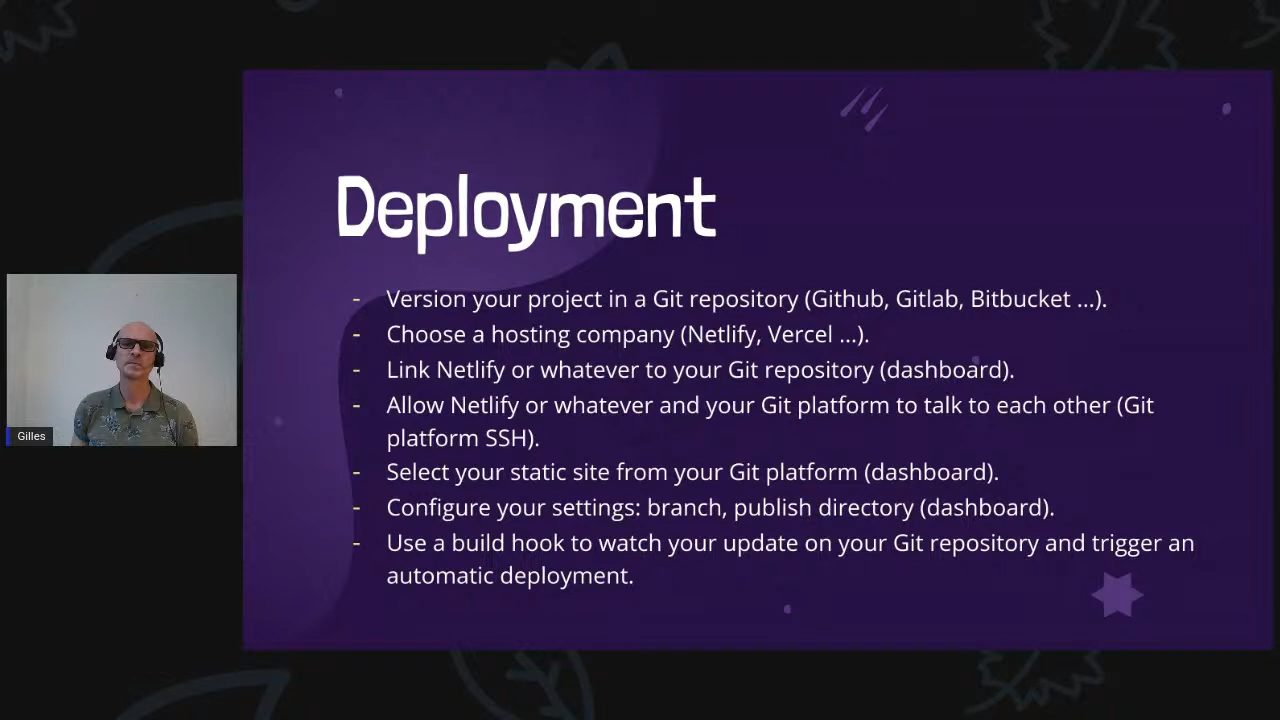 Deployment
- Version your project in a Git repository (Github, Gitlab, Bitbucket ...).
- Choose a hosting company (Netlify, Vercel ...).
- Link Netlify or whatever to your Git repository (dashboard).
- Allow Netlify or whatever and your Git platform to talk to each other (Git
platform SSH).
- Select your static site from your Git platform (dashboard).
- Configure your settings: branch, publish directory (dashboard).
- Use a build hook to watch your update on your Git repository and trigger an
automatic deployment.
Gilles